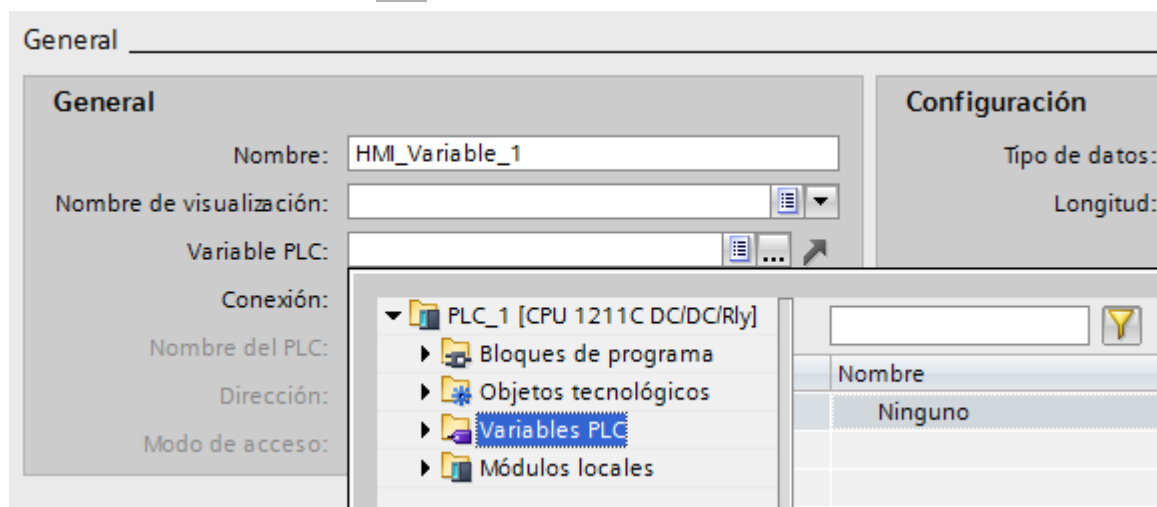 General
General
Nombre: HMI_Variable_1
Nombre de visualización:
Variable PLC: ...
Conexión:
Nombre del PLC:
Dirección:
Modo de acceso:
PLC_1 [CPU 1211C DC/DC/Rly]
Bloques de programa
Objetos tecnológicos
Variables PLC
Módulos locales
Nombre
Ninguno
Configuración
Tipo de datos:
Longitud: